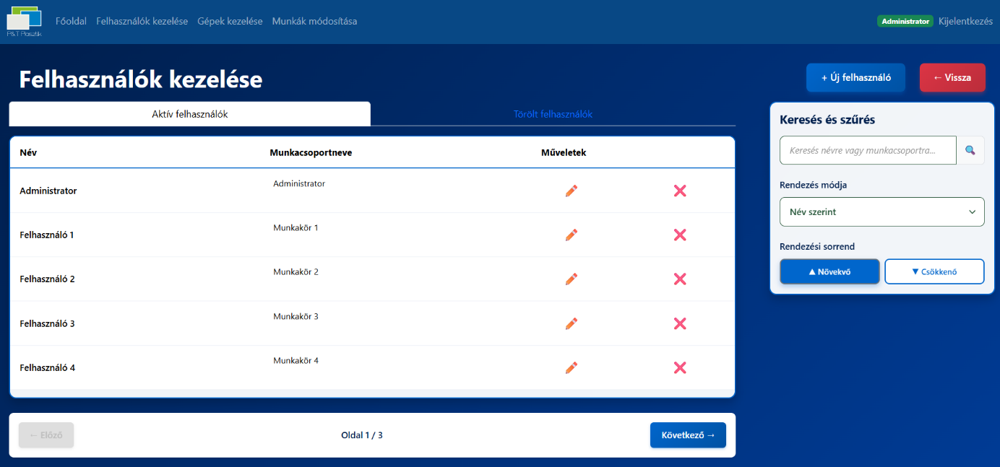 P&T Plasztik
Főoldal Felhasználók kezelése Gépek kezelése Munkák módosítása Administrator Kijelentkezés
Felhasználók kezelése
+ Új felhasználó ← Vissza
Aktív felhasználók Törölt felhasználók
Név Munkacsoportneve Műveletek
Administrator Administrator
Felhasználó 1 Munkakör 1
Felhasználó 2 Munkakör 2
Felhasználó 3 Munkakör 3
Felhasználó 4 Munkakör 4
← Előző Oldal 1 / 3 Következő →
Keresés és szűrés
Keresés névre vagy munkacsoportra...
Rendezés módja
Név szerint
Rendezési sorrend
▲ Növekvő ▼ Csökkenő